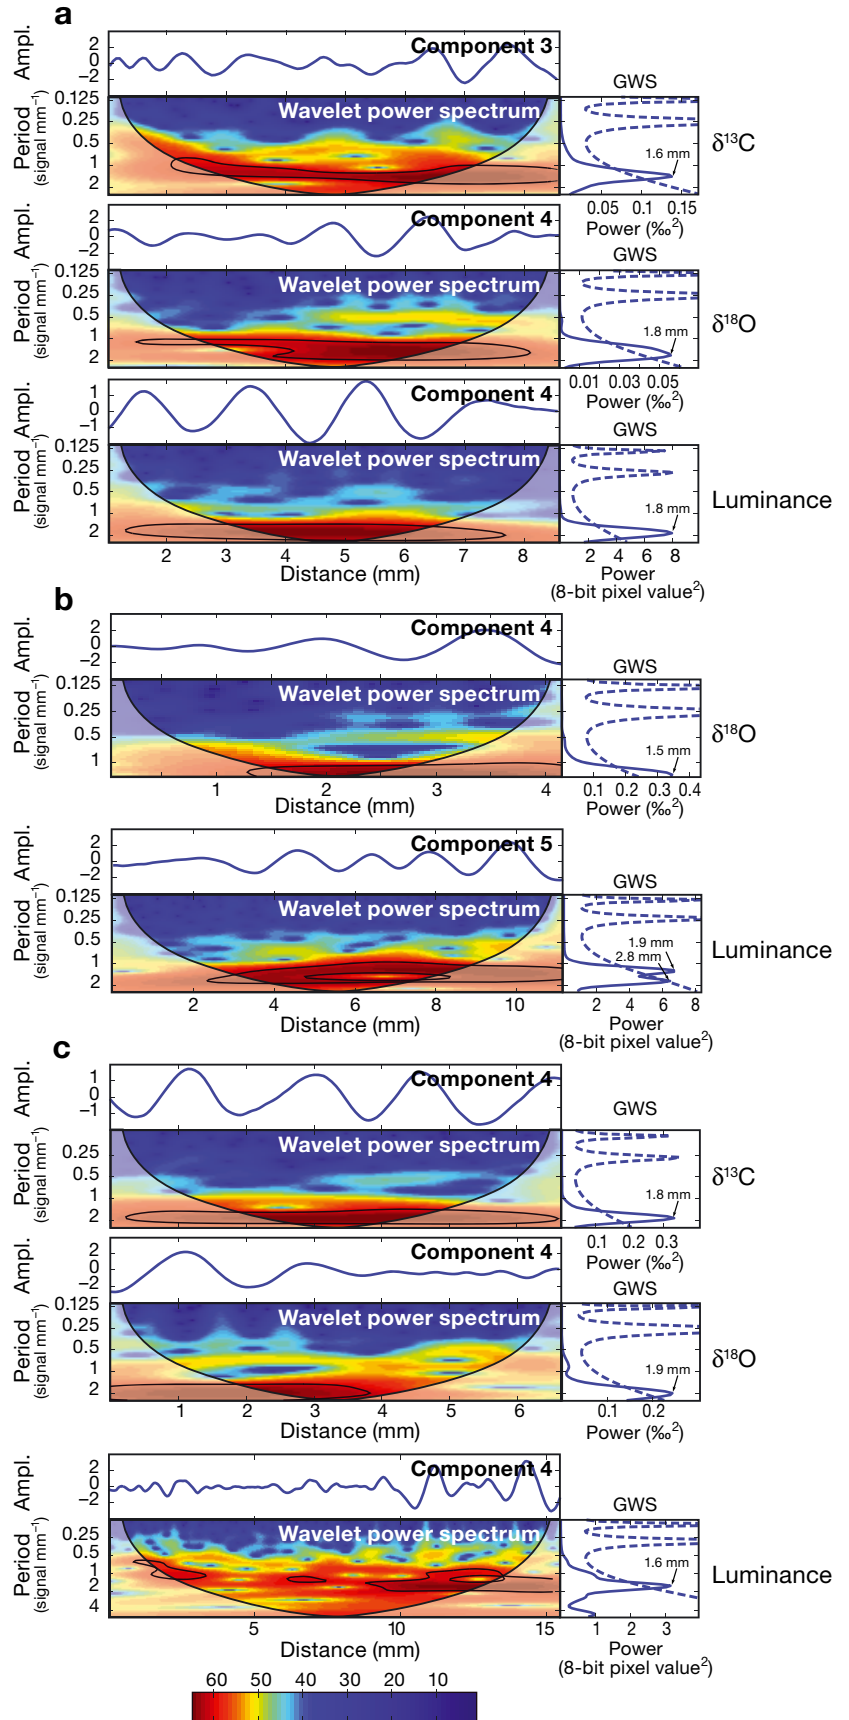 a
Ampl.
2
0
−2
Component 3
Period
(signal mm⁻¹)
0.125
0.25
0.5
1
2
Wavelet power spectrum
GWS
1.6 mm
δ¹³C
0.05 0.1 0.15
Power (‰²)
Ampl.
2
0
−2
Component 4
Period
(signal mm⁻¹)
0.125
0.25
0.5
1
2
Wavelet power spectrum
GWS
1.8 mm
δ¹⁸O
0.01 0.03 0.05
Power (‰²)
Ampl.
1
0
−1
Component 4
Period
(signal mm⁻¹)
0.125
0.25
0.5
1
2
Wavelet power spectrum
GWS
1.8 mm
Luminance
2 3 4 5 6 7 8
Distance (mm)
2 4 6 8
Power
(8-bit pixel value²)
b
Ampl.
2
0
−2
Component 4
Period
(signal mm⁻¹)
0.125
0.25
0.5
1
Wavelet power spectrum
GWS
1.5 mm
δ¹⁸O
1 2 3 4
Distance (mm)
0.1 0.2 0.3 0.4
Power (‰²)
Ampl.
2
0
−2
Component 5
Period
(signal mm⁻¹)
0.125
0.25
0.5
1
2
Wavelet power spectrum
GWS
1.9 mm
2.8 mm
Luminance
2 4 6 8 10
Distance (mm)
2 4 6 8
Power
(8-bit pixel value²)
c
Ampl.
1
0
−1
Component 4
Period
(signal mm⁻¹)
0.25
0.5
1
2
Wavelet power spectrum
GWS
1.8 mm
δ¹³C
0.1 0.2 0.3
Power (‰²)
Ampl.
2
0
−2
Component 4
Period
(signal mm⁻¹)
0.125
0.25
0.5
1
2
Wavelet power spectrum
GWS
1.9 mm
δ¹⁸O
1 2 3 4 5 6
Distance (mm)
0.1 0.2
Power (‰²)
Ampl.
2
0
−2
Component 4
Period
(signal mm⁻¹)
0.25
0.5
1
2
4
Wavelet power spectrum
GWS
1.6 mm
Luminance
5 10 15
Distance (mm)
1 2 3
Power
(8-bit pixel value²)
60 50 40 30 20 10